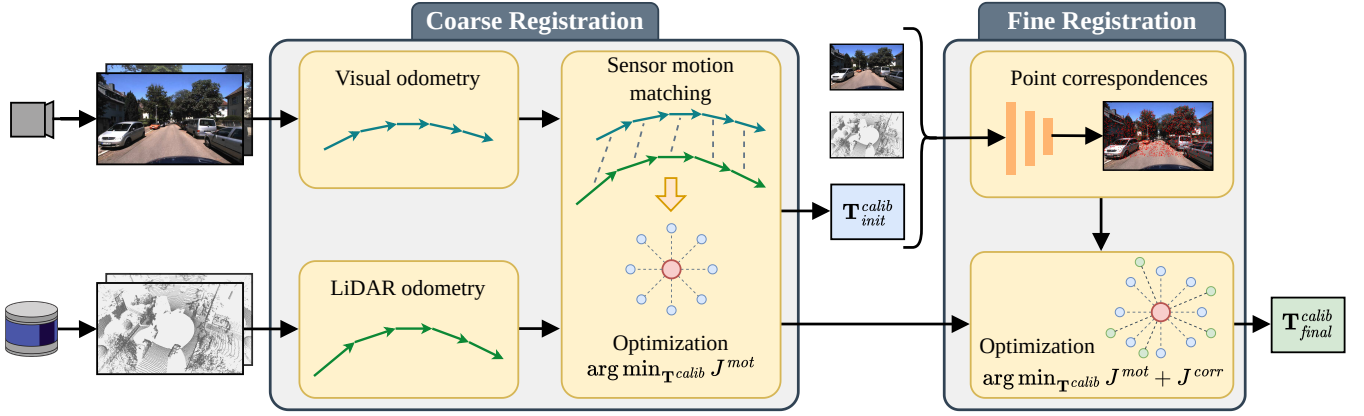 Coarse Registration
Fine Registration
Visual odometry
Sensor motion
matching
Point correspondences
T^{calib}_{init}
LiDAR odometry
Optimization
arg min_{T^{calib}} J^{mot}
Optimization
arg min_{T^{calib}} J^{mot} + J^{corr}
T^{calib}_{final}